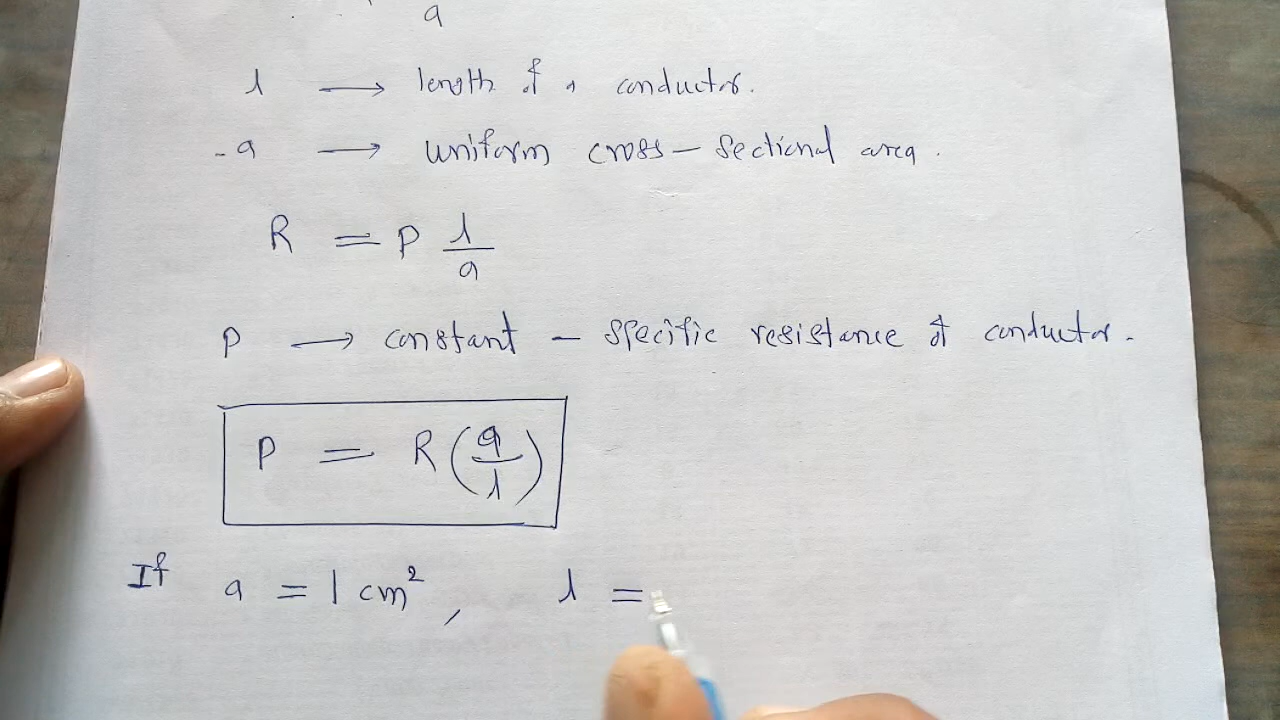 a
l → length of a conductor.
- a → uniform cross - sectional area.
R = ρ l/a
ρ → constant - specific resistance of conductor.
ρ = R(a/l)
If a = 1 cm², l =